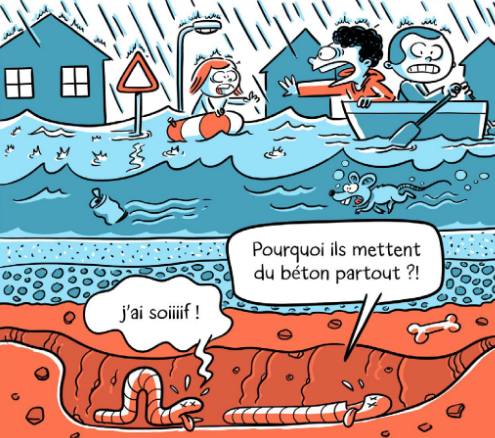 Pourquoi ils mettent
du béton partout ?!
j'ai soiiiif !